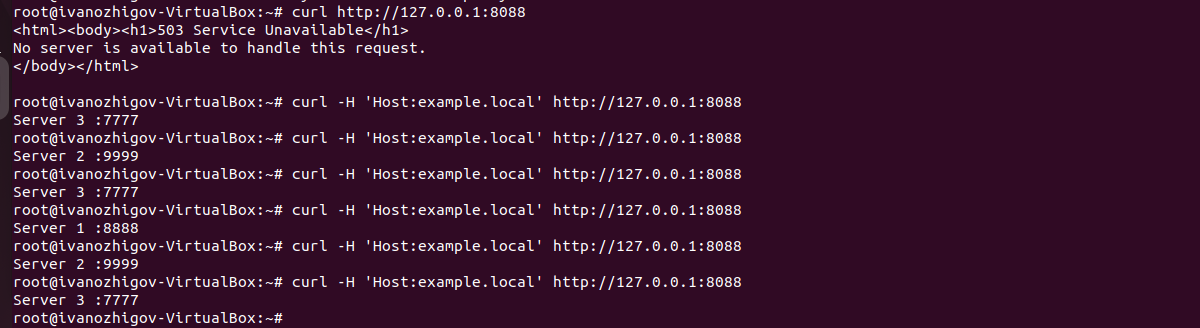 root@ivanozhigov-VirtualBox:~# curl http://127.0.0.1:8088
<html><body><h1>503 Service Unavailable</h1>
No server is available to handle this request.
</body></html>
root@ivanozhigov-VirtualBox:~# curl -H 'Host:example.local' http://127.0.0.1:8088
Server 3 :7777
root@ivanozhigov-VirtualBox:~# curl -H 'Host:example.local' http://127.0.0.1:8088
Server 2 :9999
root@ivanozhigov-VirtualBox:~# curl -H 'Host:example.local' http://127.0.0.1:8088
Server 3 :7777
root@ivanozhigov-VirtualBox:~# curl -H 'Host:example.local' http://127.0.0.1:8088
Server 1 :8888
root@ivanozhigov-VirtualBox:~# curl -H 'Host:example.local' http://127.0.0.1:8088
Server 2 :9999
root@ivanozhigov-VirtualBox:~# curl -H 'Host:example.local' http://127.0.0.1:8088
Server 3 :7777
root@ivanozhigov-VirtualBox:~#